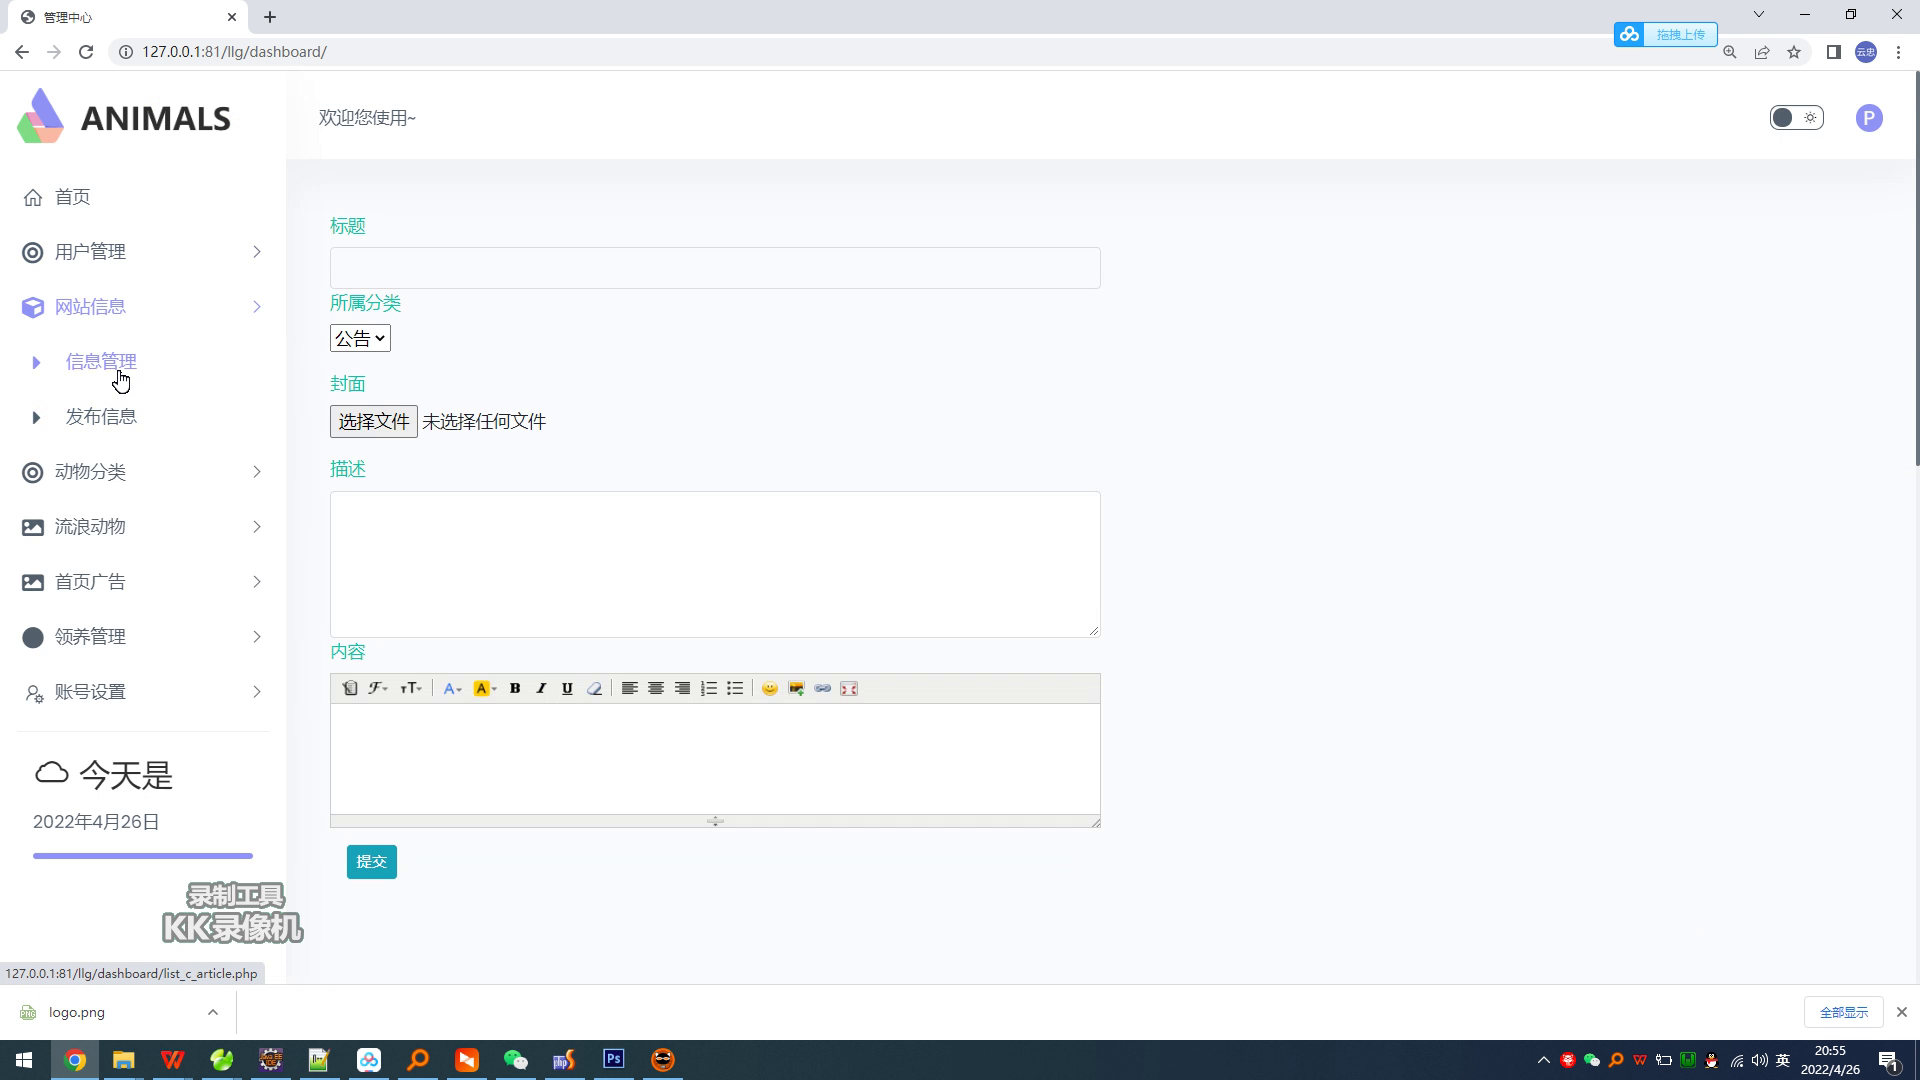 管理中心
127.0.0.1:81/llg/dashboard/
拖拽上传
云忠
ANIMALS
欢迎您使用~
P
首页
用户管理
网站信息
信息管理
发布信息
动物分类
流浪动物
首页广告
领养管理
账号设置
今天是
2022年4月26日
标题
所属分类
公告
封面
选择文件 未选择任何文件
描述
内容
提交
录制工具
KK录像机
127.0.0.1:81/llg/dashboard/list_c_article.php
logo.png
全部显示
英
20:55
2022/4/26
1